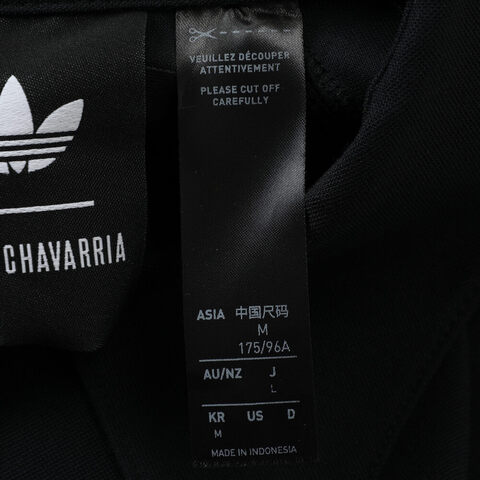 CHAVARRIA
VEUILLEZ DÉCOUPER
ATTENTIVEMENT
PLEASE CUT OFF
CAREFULLY
ASIA 中国尺码
M
175/96A
AU/NZ J
L
KR US D
M
MADE IN INDONESIA